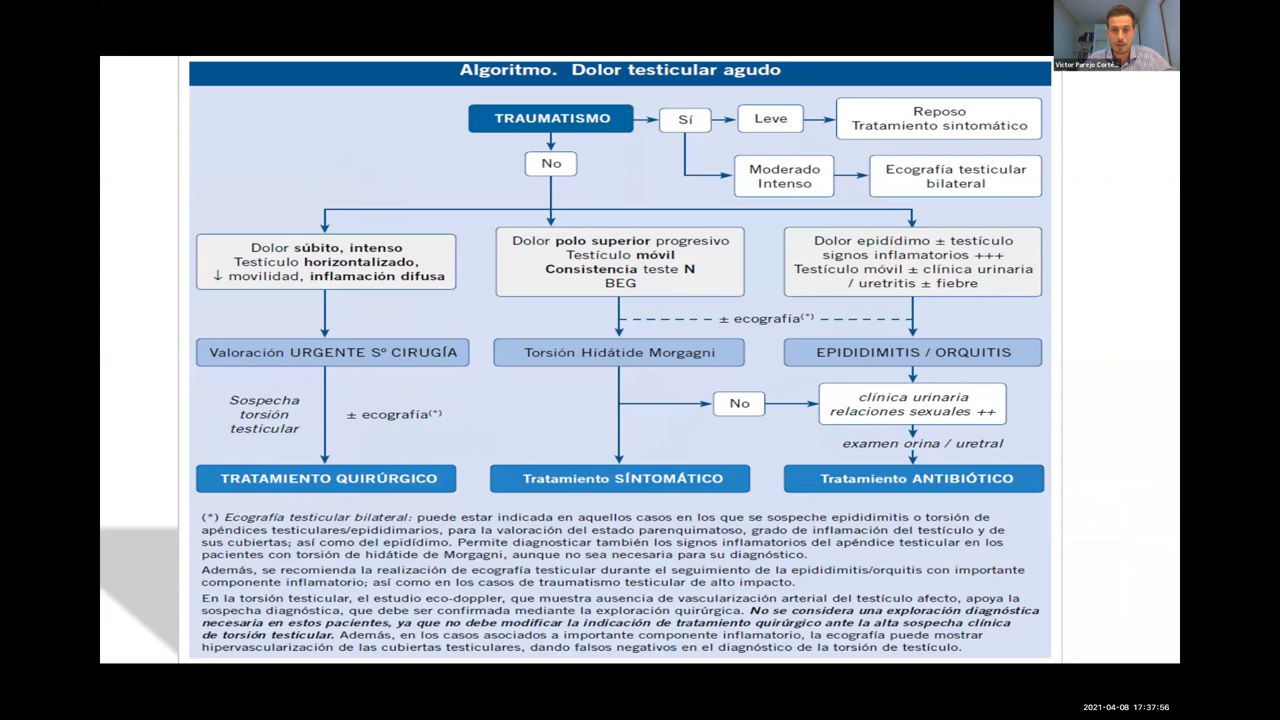 Victor Parejo Corté...
Algoritmo. Dolor testicular agudo
TRAUMATISMO
Sí
Leve
Reposo
Tratamiento sintomático
No
Moderado
Intenso
Ecografía testicular
bilateral
Dolor súbito, intenso
Testículo horizontalizado,
↓ movilidad, inflamación difusa
Dolor polo superior progresivo
Testículo móvil
Consistencia teste N
BEG
Dolor epidídimo ± testículo
signos inflamatorios +++
Testículo móvil ± clínica urinaria
/ uretritis ± fiebre
± ecografía(*)
Valoración URGENTE Sº CIRUGÍA
Torsión Hidátide Morgagni
EPIDIDIMITIS / ORQUITIS
Sospecha
torsión
testicular
± ecografía(*)
No
clínica urinaria
relaciones sexuales ++
examen orina / uretral
TRATAMIENTO QUIRÚRGICO
Tratamiento SÍNTOMÁTICO
Tratamiento ANTIBIÓTICO
(*) Ecografía testicular bilateral: puede estar indicada en aquellos casos en los que se sospeche epididimitis o torsión de
apéndices testiculares/epididimarios, para la valoración del estado parenquimatoso, grado de inflamación del testículo y de
sus cubiertas; así como del epidídimo. Permite diagnosticar también los signos inflamatorios del apéndice testicular en los
pacientes con torsión de hidátide de Morgagni, aunque no sea necesaria para su diagnóstico.
Además, se recomienda la realización de ecografía testicular durante el seguimiento de la epididimitis/orquitis con importante
componente inflamatorio; así como en los casos de traumatismo testicular de alto impacto.
En la torsión testicular, el estudio eco-doppler, que muestra ausencia de vascularización arterial del testículo afecto, apoya la
sospecha diagnóstica, que debe ser confirmada mediante la exploración quirúrgica. No se considera una exploración diagnóstica
necesaria en estos pacientes, ya que no debe modificar la indicación de tratamiento quirúrgico ante la alta sospecha clínica
de torsión testicular. Además, en los casos asociados a importante componente inflamatorio, la ecografía puede mostrar
hipervascularización de las cubiertas testiculares, dando falsos negativos en el diagnóstico de la torsión de testículo.
2021-04-08 17:37:56